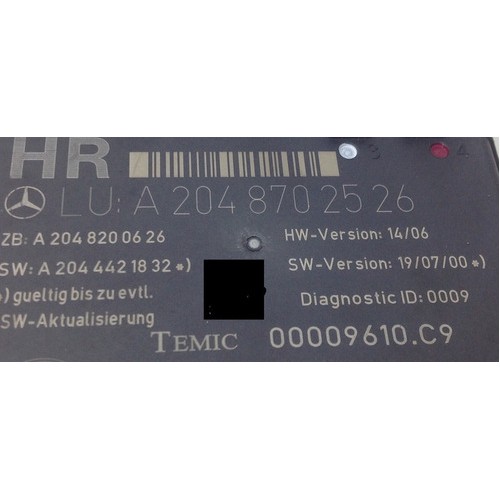 HR
4
LU: A 204 870 25 26
ZB: A 204 820 06 26
HW-Version: 14/06
SW: A 204 442 18 32 *)
SW-Version: 19/07/00 *)
*) gueltig bis zu evtl.
Diagnostic ID: 0009
SW-Aktualisierung
TEMIC 00009610.C9